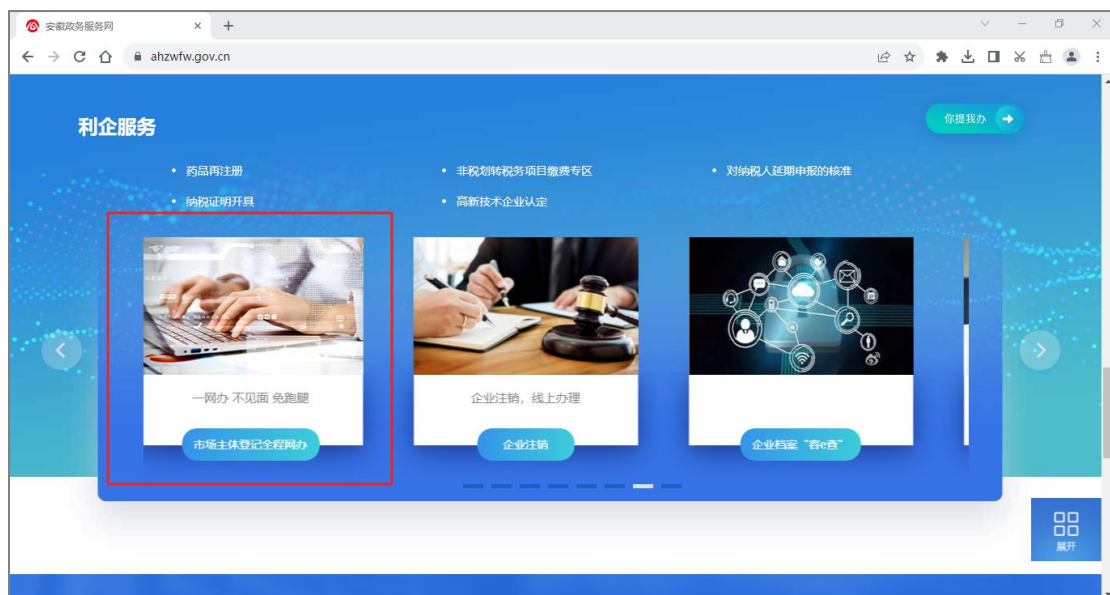 安徽政务服务网
ahzwfw.gov.cn
利企服务
你提我办
• 药品再注册
• 非税划转税务项目缴费专区
• 对纳税人延期申报的核准
• 纳税证明开具
• 高新技术企业认定
一网办 不见面 免跑腿
企业注销，线上办理
市场主体登记全程网办
企业注销
企业档案“容e查”
展开